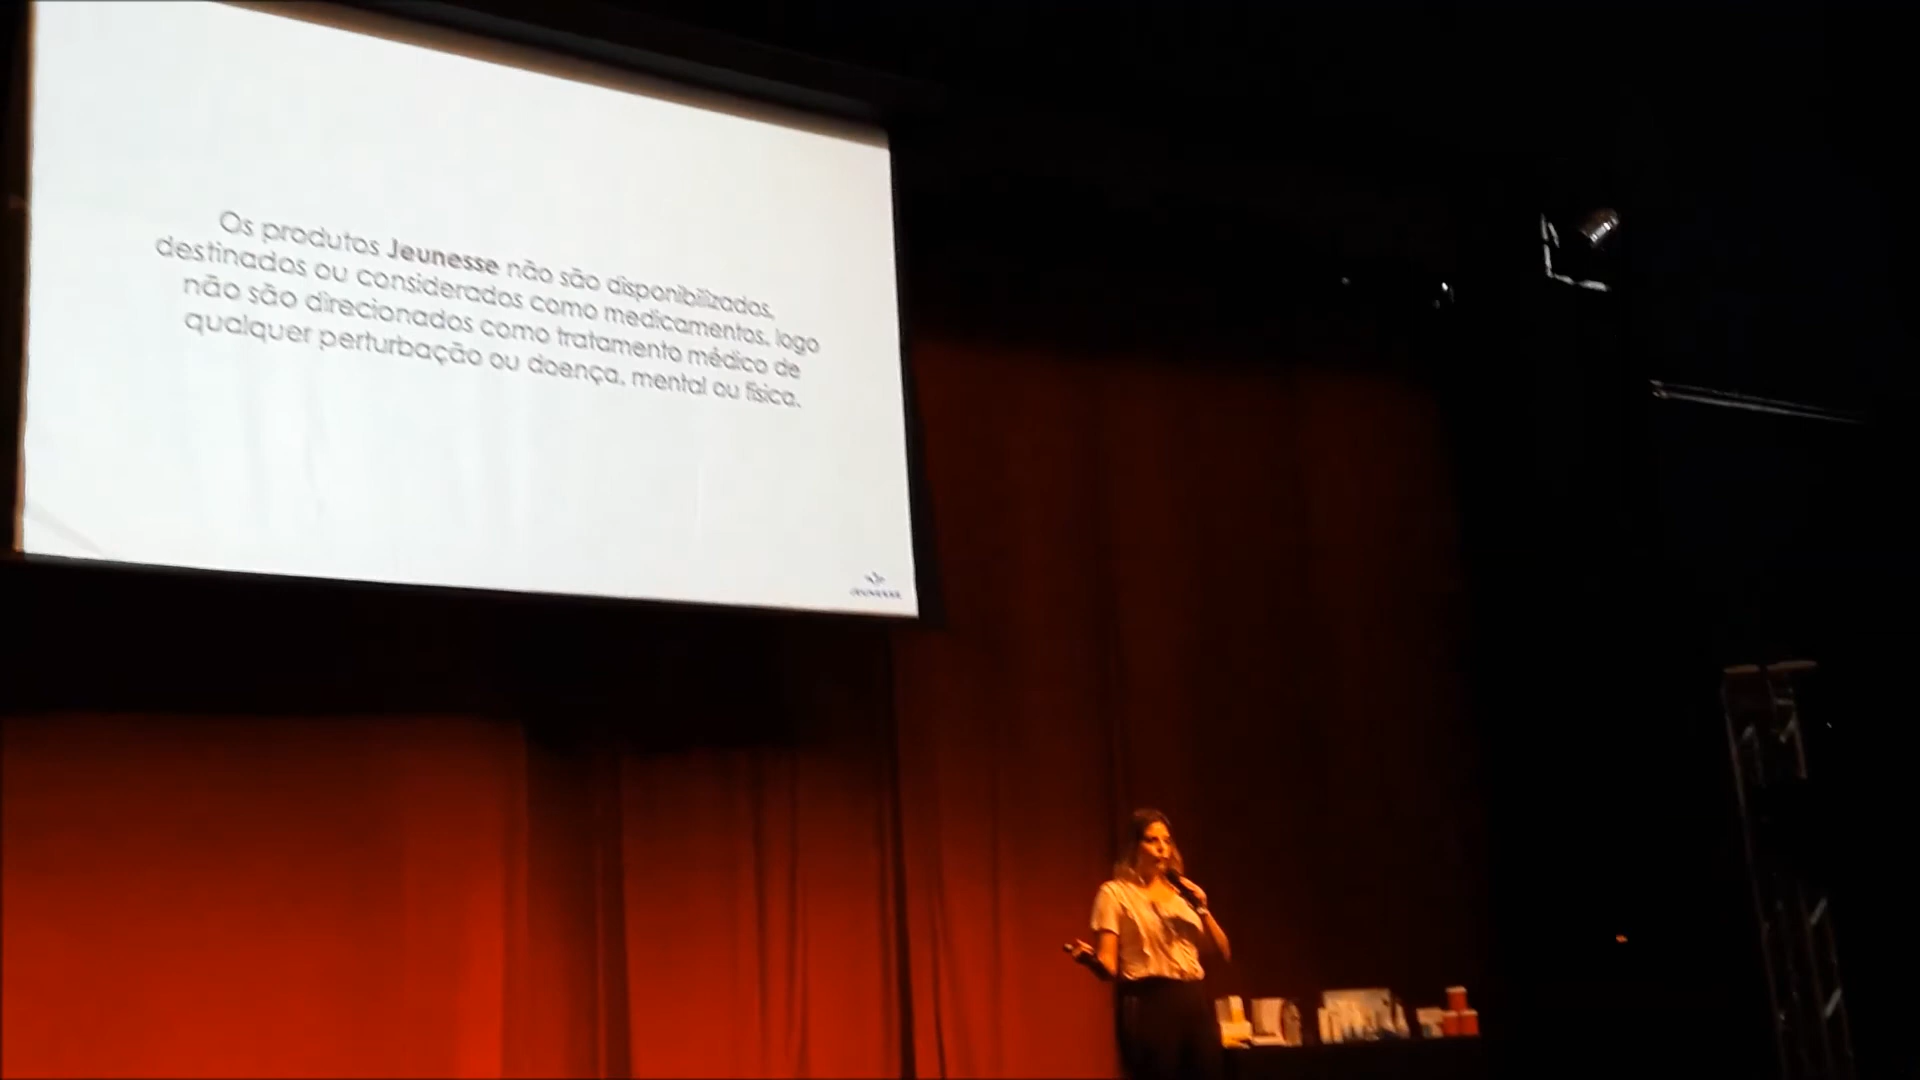 Os produtos Jeunesse não são disponibilizados,
destinados ou considerados como medicamentos, logo
não são direcionados como tratamento médico de
qualquer perturbação ou doença, mental ou física.